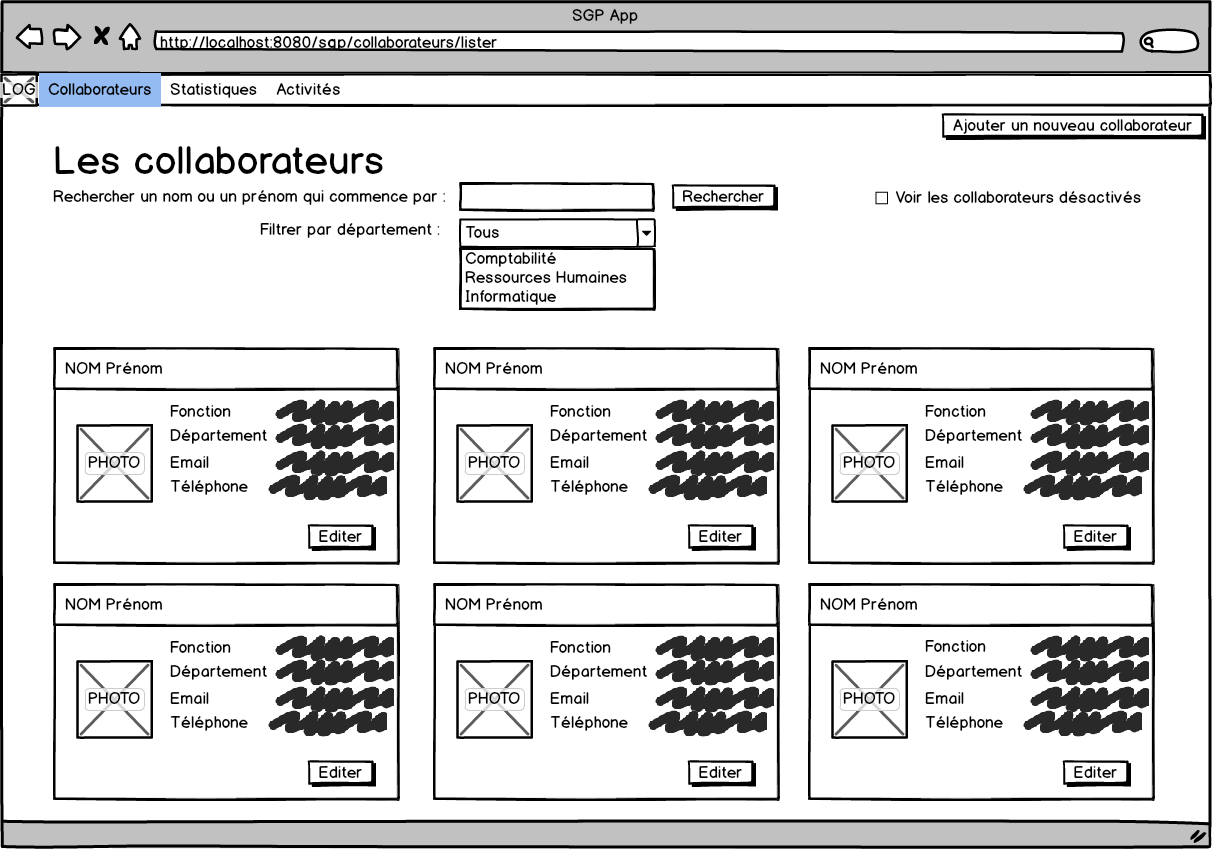 SGP App
http://localhost:8080/sgp/collaborateurs/lister
LOG Collaborateurs Statistiques Activités
Ajouter un nouveau collaborateur
Les collaborateurs
Rechercher un nom ou un prénom qui commence par : Rechercher Voir les collaborateurs désactivés
Filtrer par département : Tous
Comptabilité
Ressources Humaines
Informatique
NOM Prénom
Fonction
Département
PHOTO
Email
Téléphone
Editer
NOM Prénom
Fonction
Département
PHOTO
Email
Téléphone
Editer
NOM Prénom
Fonction
Département
PHOTO
Email
Téléphone
Editer
NOM Prénom
Fonction
Département
PHOTO
Email
Téléphone
Editer
NOM Prénom
Fonction
Département
PHOTO
Email
Téléphone
Editer
NOM Prénom
Fonction
Département
PHOTO
Email
Téléphone
Editer